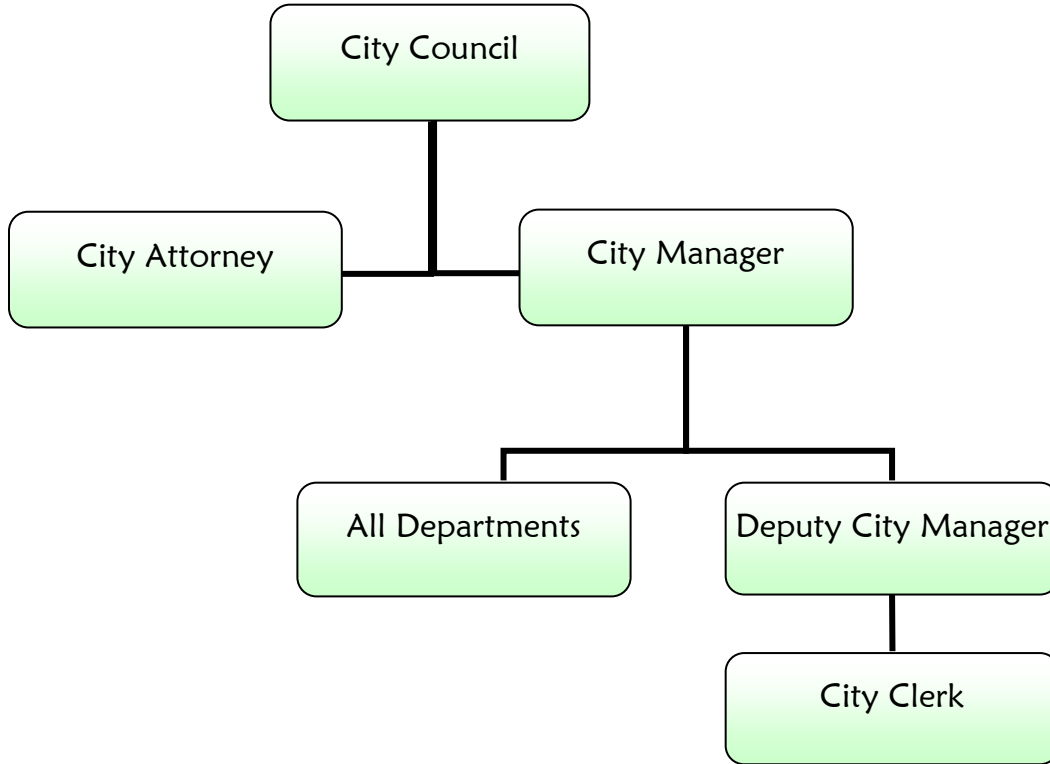 City Council
City Attorney
City Manager
All Departments
Deputy City Manager
City Clerk